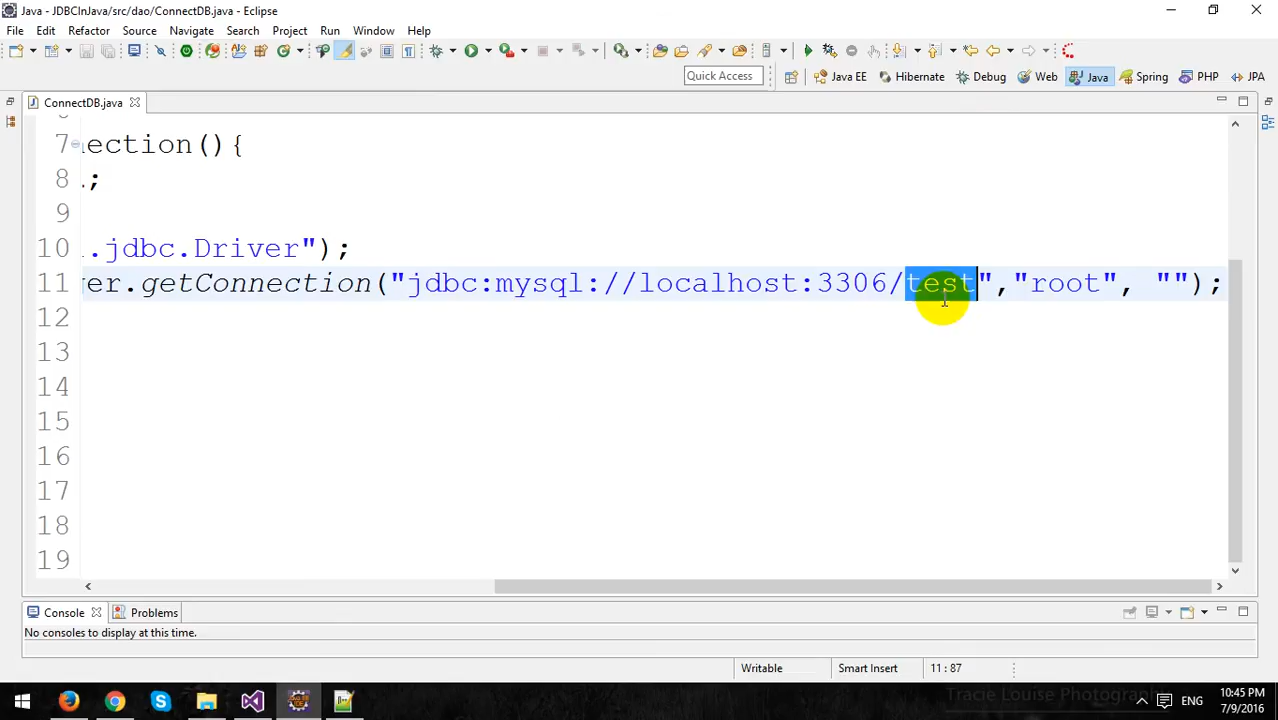 Java - JDBCInJava/src/dao/ConnectDB.java - Eclipse
File Edit Refactor Source Navigate Search Project Run Window Help
Quick Access Java EE Hibernate Debug Web Java Spring PHP JPA
ConnectDB.java
7 ection(){
8 ;
9
10 .jdbc.Driver");
11 er.getConnection("jdbc:mysql://localhost:3306/test","root", "");
12
13
14
15
16
17
18
19
Console Problems
No consoles to display at this time.
Writable Smart Insert 11 : 87
Tracie Louise Photography
ENG
10:45 PM
7/9/2016